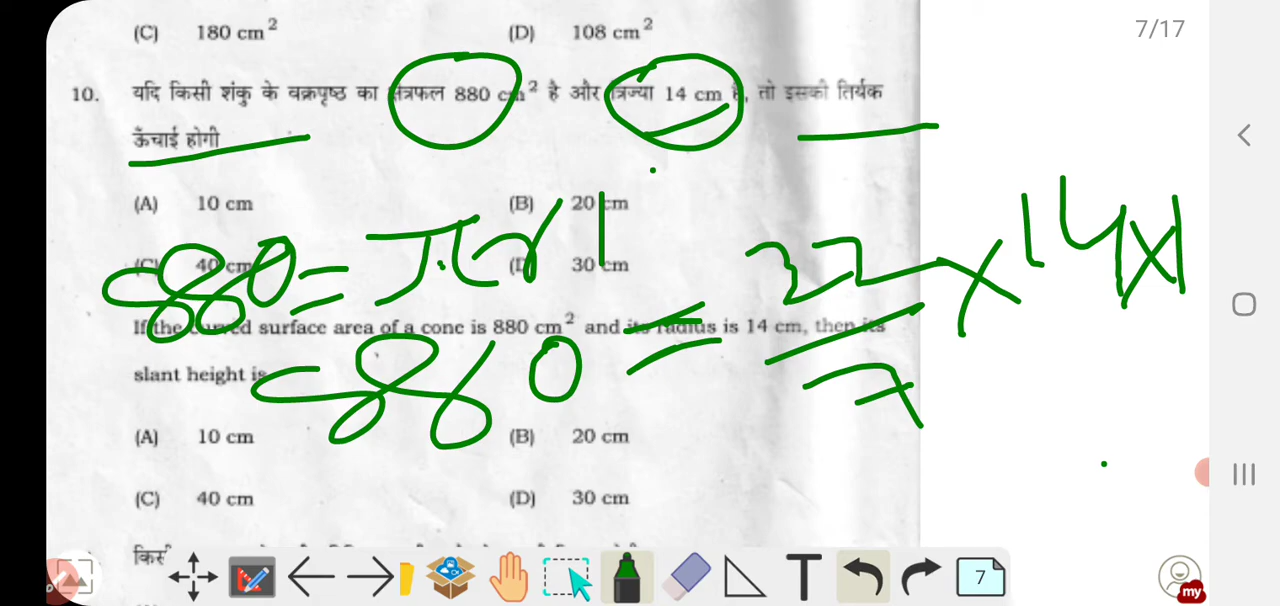 (C) 180 cm² (D) 108 cm² 7/17
10. यदि किसी शंकु के वक्रपृष्ठ का क्षेत्रफल 880 cm² है और त्रिज्या 14 cm है, तो इसकी तिर्यक
ऊँचाई होगी
(A) 10 cm (B) 20 cm
880 = πrl
(C) 40 cm (D) 30 cm
If the curved surface area of a cone is 880 cm² and its radius is 14 cm, then its
slant height is
880 = 22/7 × 14 × l
(A) 10 cm (B) 20 cm
(C) 40 cm (D) 30 cm
T 7
my